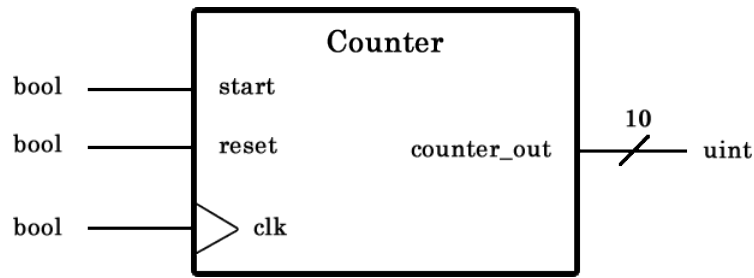 Counter
bool start
bool reset
10
counter_out uint
bool clk